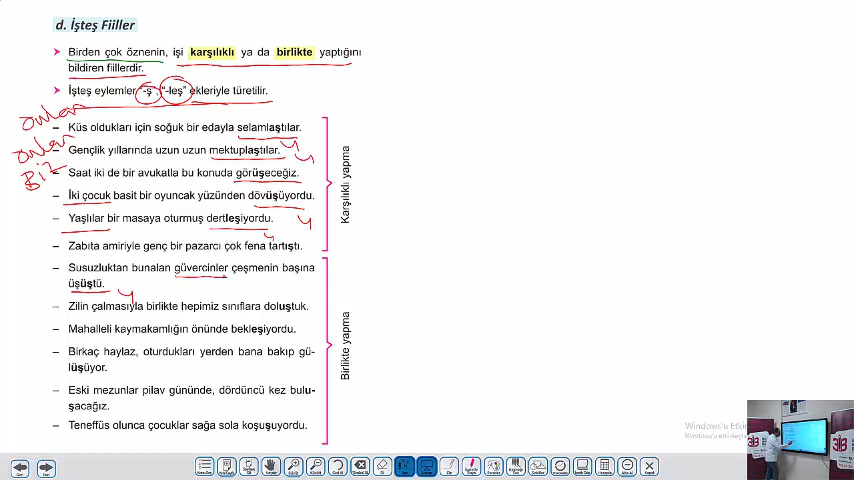 d. İşteş Fiiller
Birden çok öznenin, işi karşılıklı ya da birlikte yaptığını
bildiren fiillerdir.
İşteş eylemler "-ş", "-leş" ekleriyle türetilir.
onlar
– Küs oldukları için soğuk bir edayla selamlaştılar.
onlar
– Gençlik yıllarında uzun uzun mektuplaştılar.
Biz
– Saat iki de bir avukatla bu konuda görüşeceğiz.
– İki çocuk basit bir oyuncak yüzünden dövüşüyordu.
– Yaşlılar bir masaya oturmuş dertleşiyordu.
– Zabıta amiriyle genç bir pazarcı çok fena tartıştı.
Karşılıklı yapma
– Susuzluktan bunalan güvercinler çeşmenin başına
üşüştü.
– Zilin çalmasıyla birlikte hepimiz sınıflara doluştuk.
– Mahalleli kaymakamlığın önünde bekleşiyordu.
– Birkaç haylaz, oturdukları yerden bana bakıp gü-
lüşüyor.
– Eski mezunlar pilav gününde, dördüncü kez bulu-
şacağız.
– Teneffüs olunca çocuklar sağa sola koşuşuyordu.
Birlikte yapma